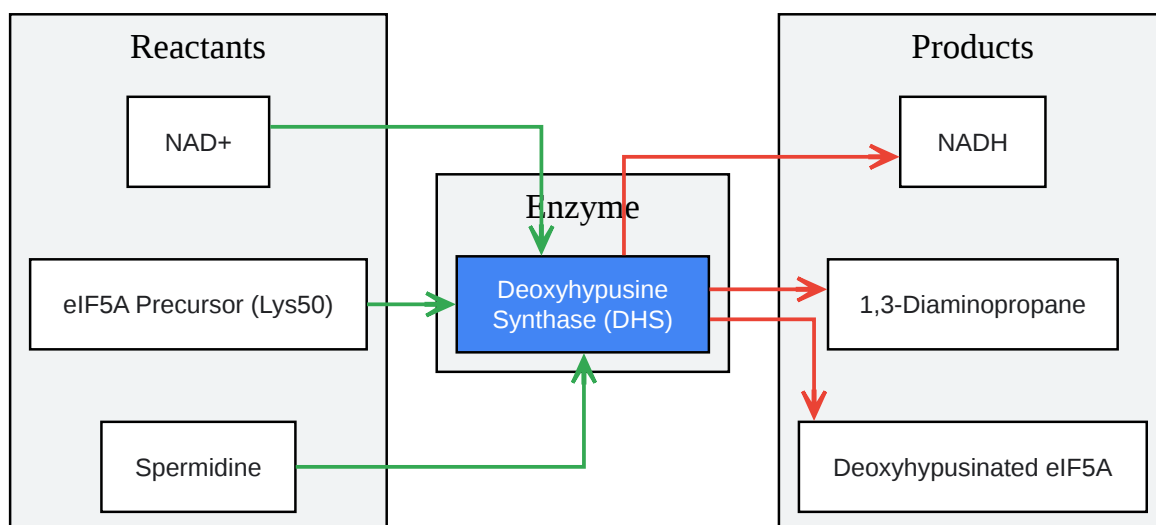 Reactants
NAD+
eIF5A Precursor (Lys50)
Spermidine
Enzyme
Deoxyhypusine
Synthase (DHS)
Products
NADH
1,3-Diaminopropane
Deoxyhypusinated eIF5A